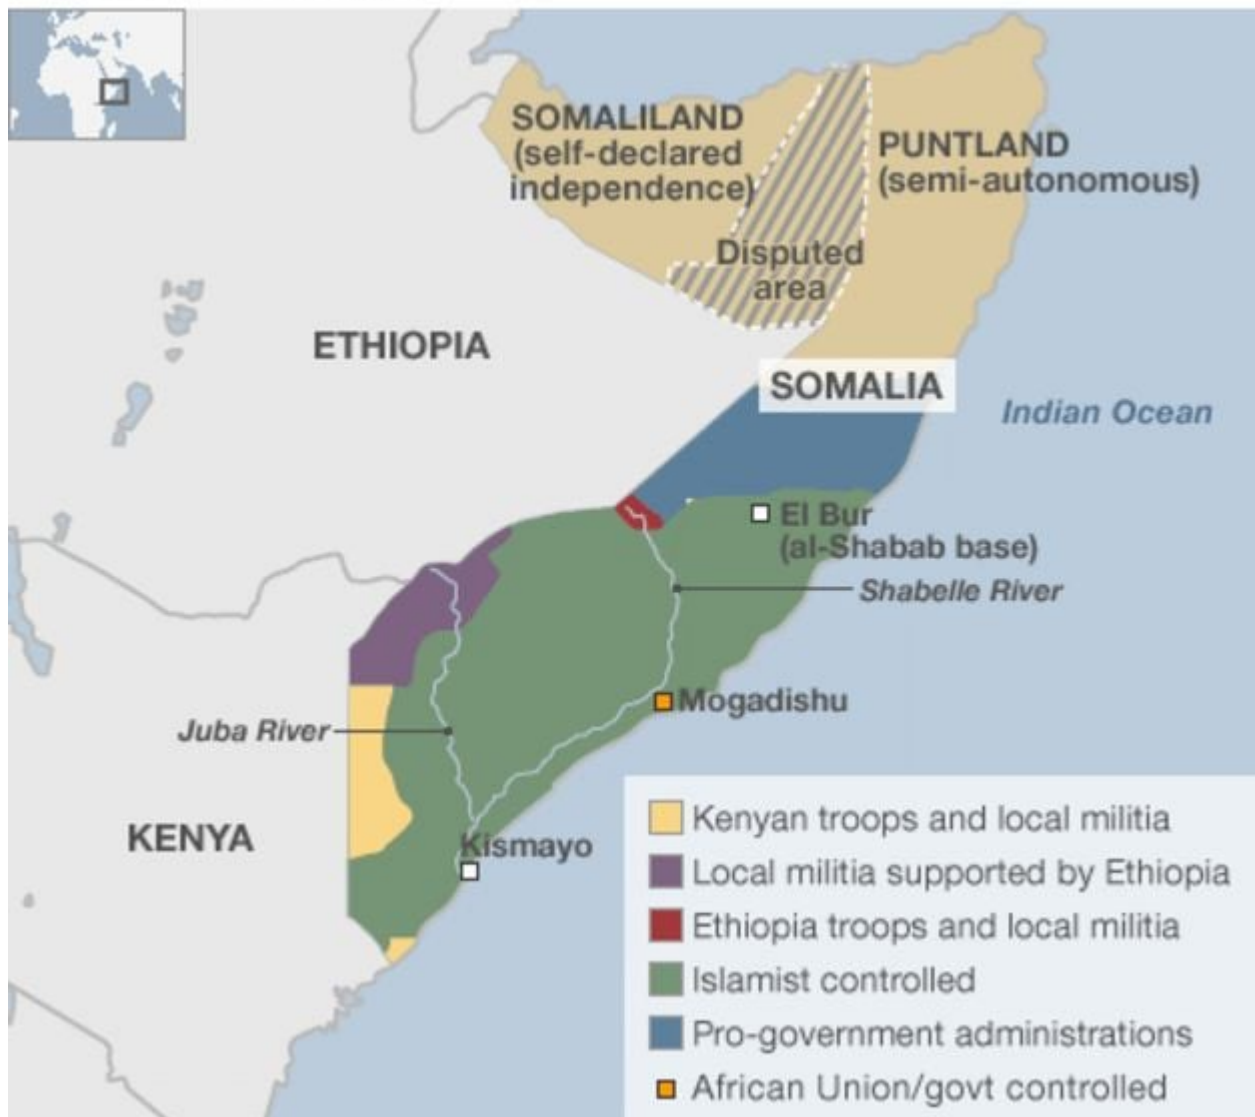 SOMALILAND
(self-declared
independence)
PUNTLAND
(semi-autonomous)
Disputed
area
ETHIOPIA
SOMALIA
Indian Ocean
El Bur
(al-Shabab base)
Shabelle River
Mogadishu
Juba River
KENYA
Kismayo
Kenyan troops and local militia
Local militia supported by Ethiopia
Ethiopia troops and local militia
Islamist controlled
Pro-government administrations
African Union/govt controlled